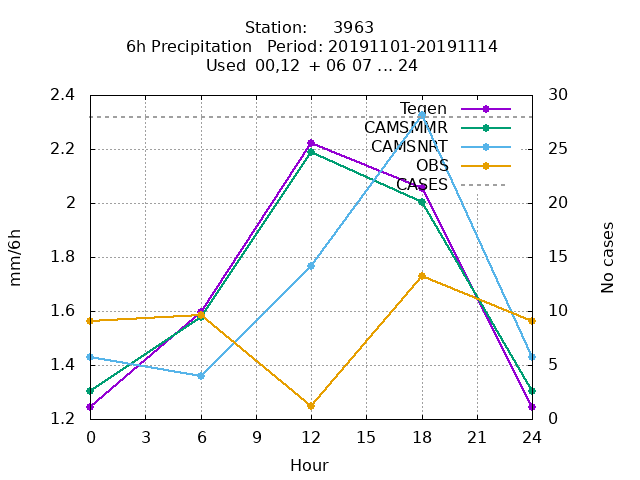 Station: 3963
6h Precipitation Period: 20191101-20191114
Used 00,12 + 06 07 ... 24
2.4
2.2
2
1.8
1.6
1.4
1.2
mm/6h
30
25
20
15
10
5
0
No cases
Tegen
CAMSMMR
CAMSNRT
OBS
CASES
0 3 6 9 12 15 18 21 24
Hour